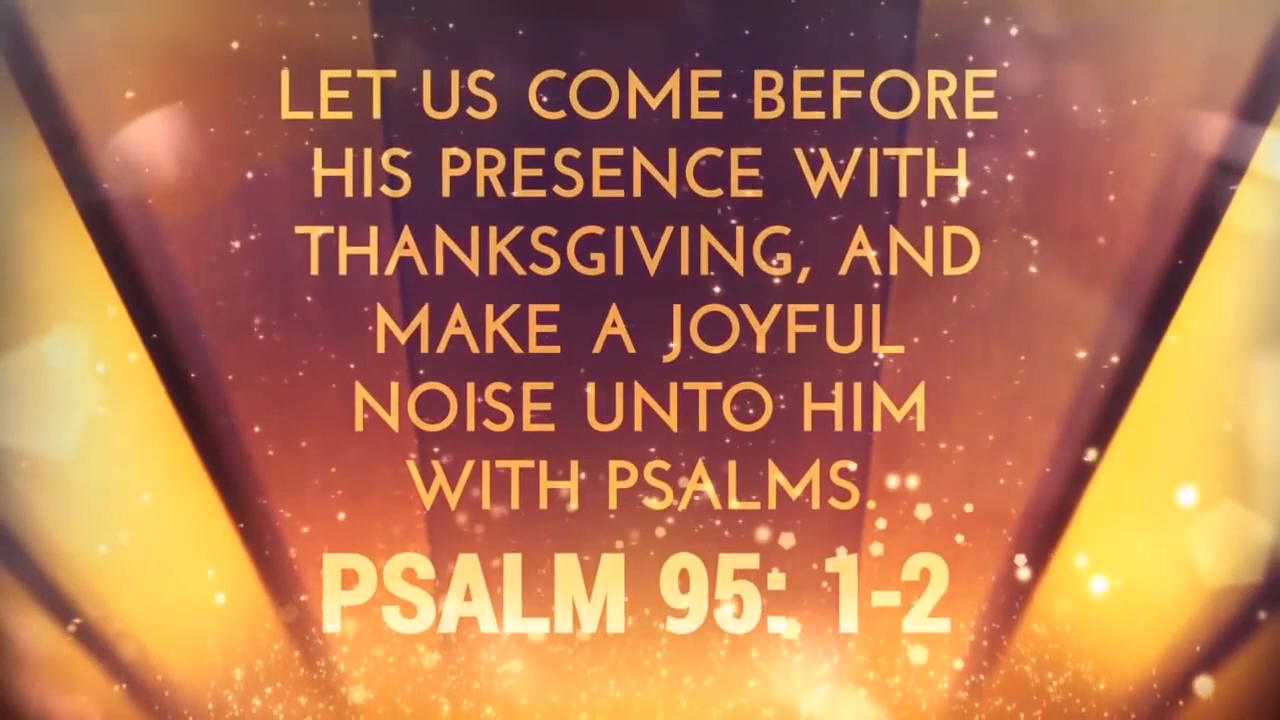 LET US COME BEFORE
HIS PRESENCE WITH
THANKSGIVING, AND
MAKE A JOYFUL
NOISE UNTO HIM
WITH PSALMS.
PSALM 95: 1-2